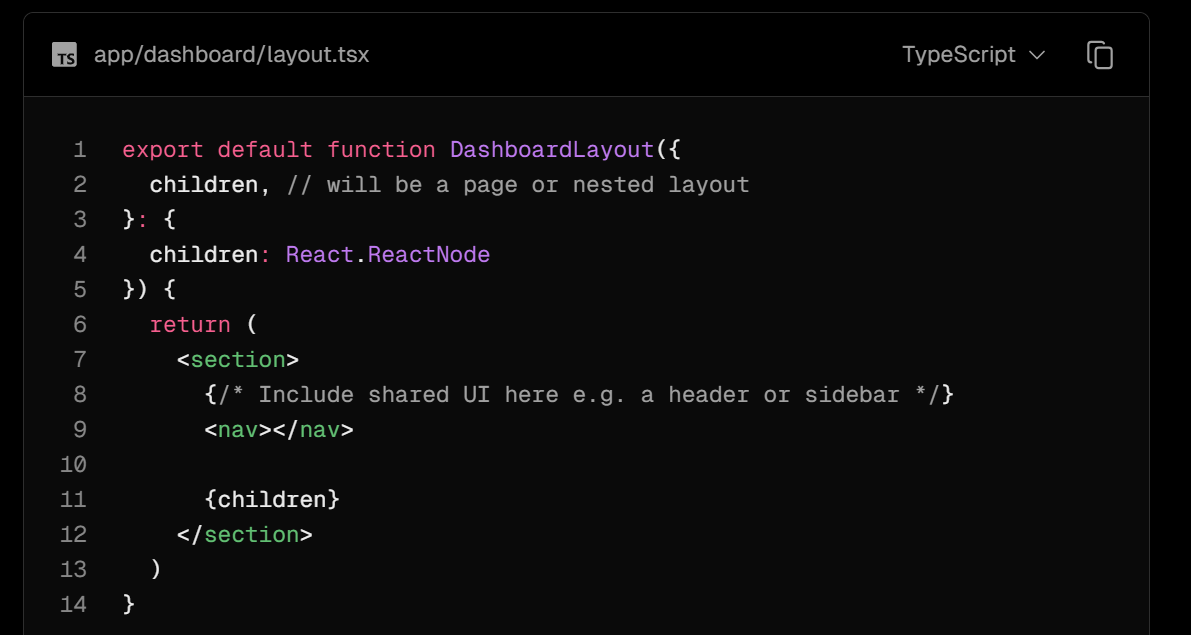 TS app/dashboard/layout.tsx TypeScript
1 export default function DashboardLayout({
2   children, // will be a page or nested layout
3 }: {
4   children: React.ReactNode
5 }) {
6   return (
7     <section>
8       {/* Include shared UI here e.g. a header or sidebar */}
9       <nav></nav>
10
11       {children}
12     </section>
13   )
14 }